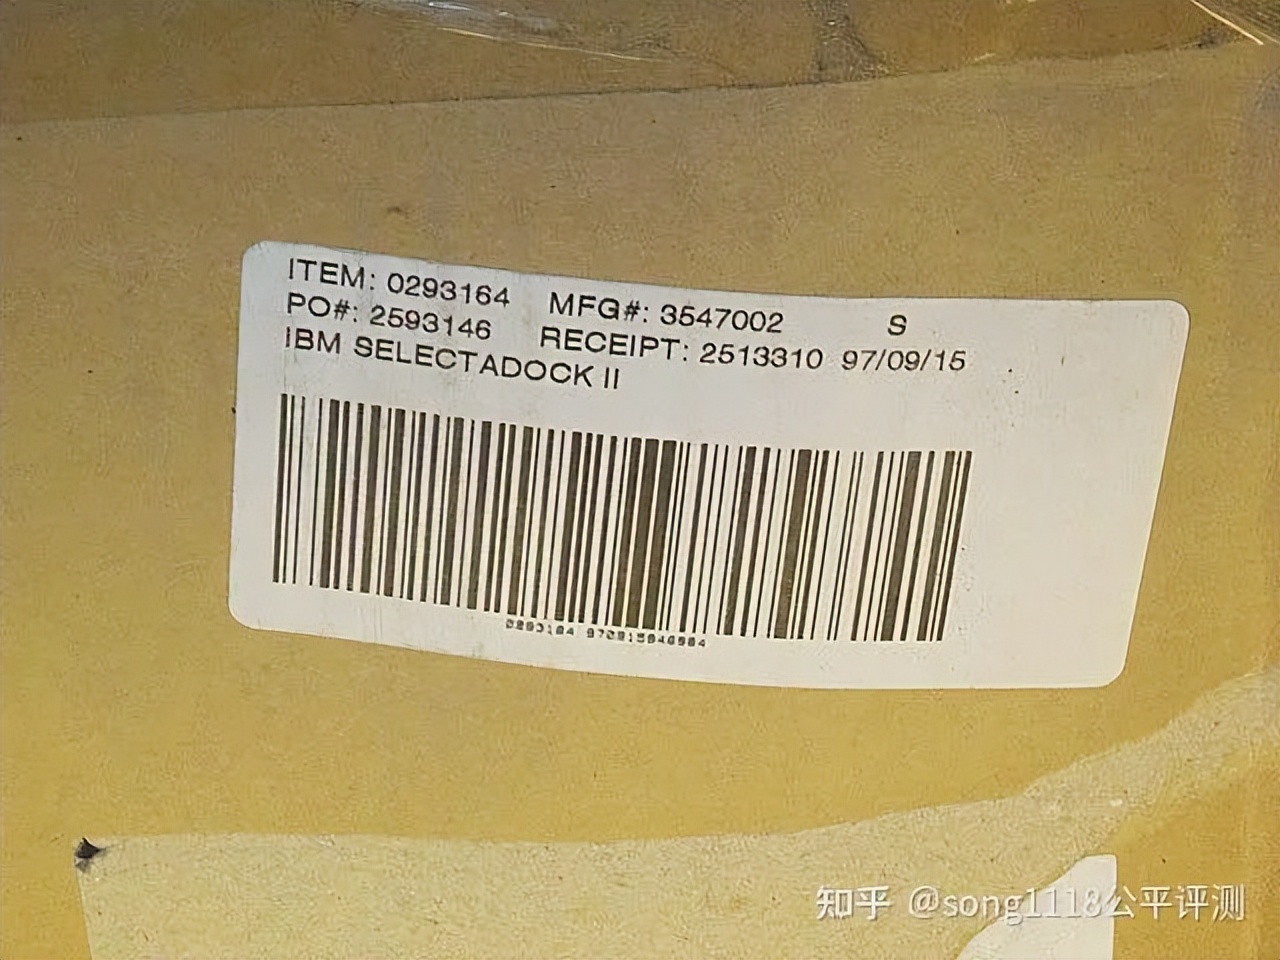 ITEM: 0293164 MFG#: 3547002 S
PO#: 2593146 RECEIPT: 2513310 97/09/15
IBM SELECTADOCK II
0293164
知乎 @song1118公平评测